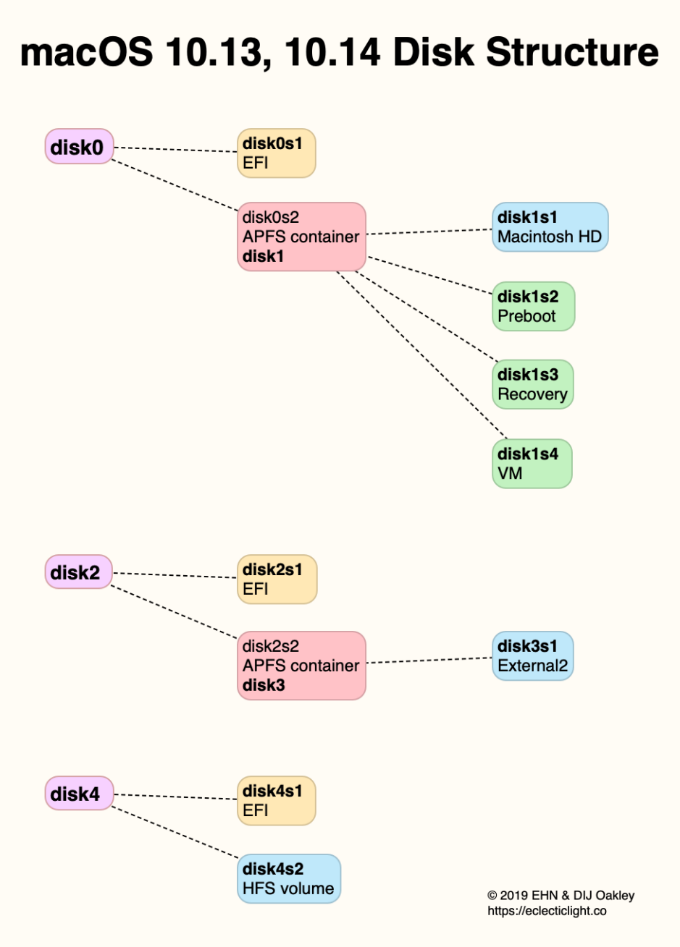 macOS 10.13, 10.14 Disk Structure
disk0
disk0s1
EFI
disk0s2
APFS container
disk1
disk1s1
Macintosh HD
disk1s2
Preboot
disk1s3
Recovery
disk1s4
VM
disk2
disk2s1
EFI
disk2s2
APFS container
disk3
disk3s1
External2
disk4
disk4s1
EFI
disk4s2
HFS volume
© 2019 EHN & DIJ Oakley
https://eclecticlight.co